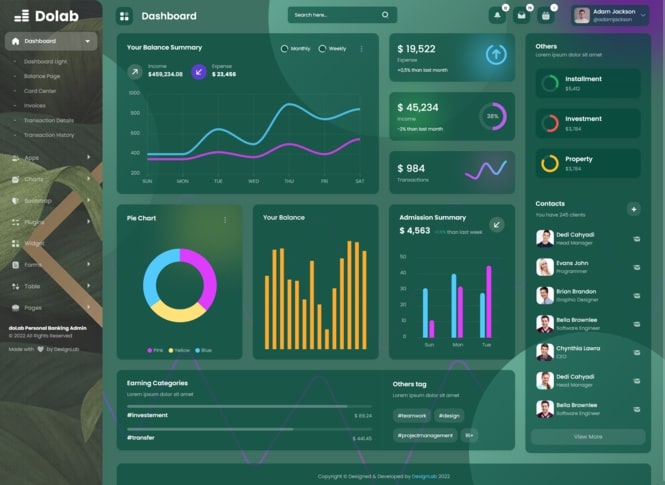 Dolab
Dashboard
Dashboard Light
Balance Page
Card Center
Invoices
Transaction Details
Transaction History
Apps
Charts
Bootstrap
Plugins
Widget
Forms
Table
Pages
doLab Personal Banking Admin
© 2022 All Rights Reserved
Made with by DesignLab
Dashboard
Search here...
Adam Jackson
@adamjackson
Your Balance Summary
Monthly
Weekly
Income
$459,234.08
Expense
$ 23,456
1000
800
600
400
200
SUN MON TUE WED THU FRI SAT
$ 19,522
Expense
+0,5% than last month
$ 45,234
Income
-2% than last month
38%
$ 984
Transactions
Others
Lorem ipsum dolor sit amet
Installment
$5,412
Investment
$3,784
Property
$3,784
Contacts
You have 245 clients
Dedi Cahyadi
Head Manager
Evans John
Programmer
Brian Brandon
Graphic Designer
Bella Brownlee
Software Engineer
Chynthia Lawra
CEO
Dedi Cahyadi
Head Manager
Bella Brownlee
Software Engineer
View More
Pie Chart
Pink Yellow Blue
Your Balance
Admission Summary
$ 4,563
than last week
50
40
30
20
10
0
Sun Mon Tue
Earning Categories
Lorem ipsum dolor sit amet
#investement
#transfer
$ 441,45
Others tag
Lorem ipsum dolor sit amet
#teamwork
#design
#projectmanagement
Copyright © Designed & Developed by DesignLab 2022